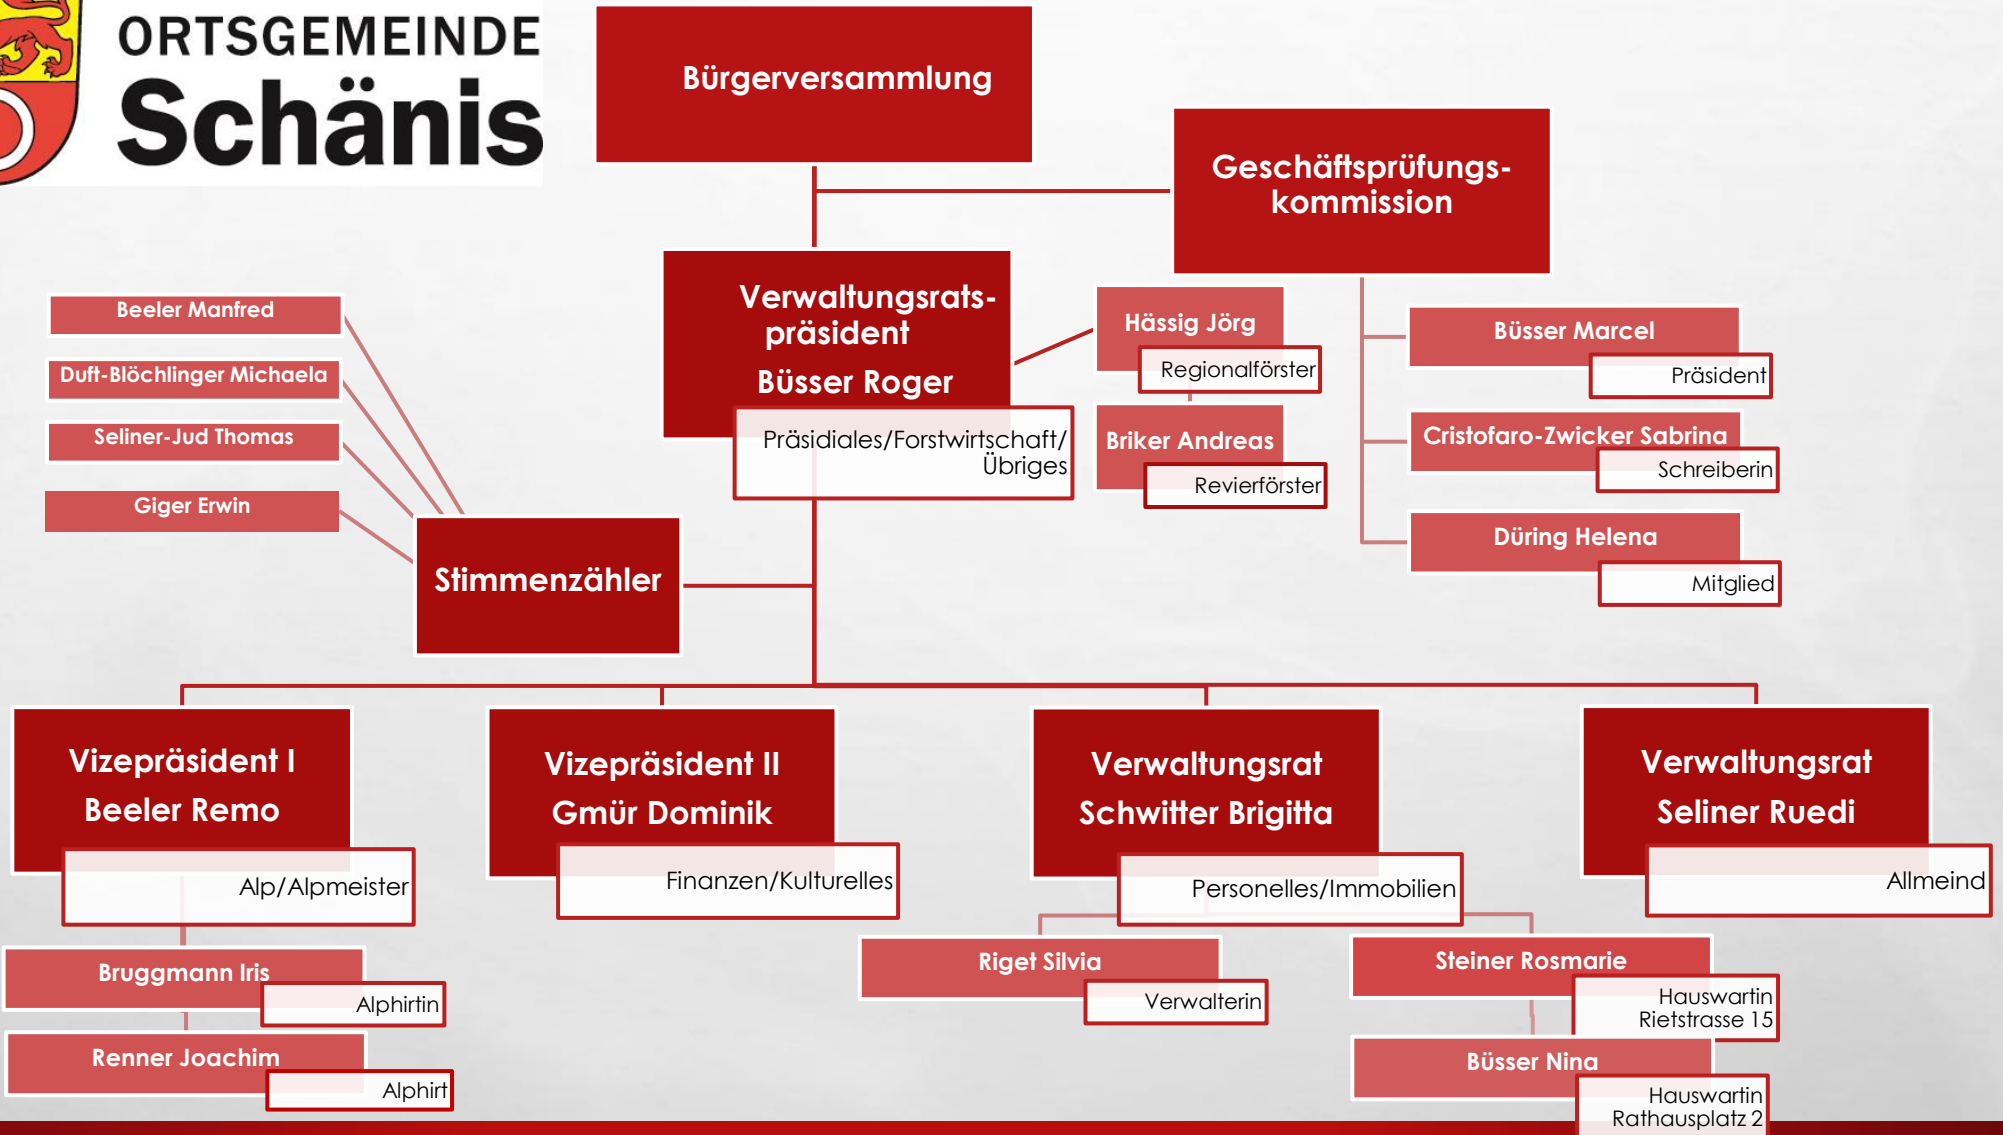 ORTSGEMEINDE
Schänis
Bürgerversammlung
Geschäftsprüfungs-
kommission
Verwaltungsrats-
präsident
Büsser Roger
Präsidiales/Forstwirtschaft/
Übriges
Hässig Jörg
Regionalförster
Briker Andreas
Revierförster
Büsser Marcel
Präsident
Cristofaro-Zwicker Sabrina
Schreiberin
Düring Helena
Mitglied
Beeler Manfred
Duft-Blöchlinger Michaela
Seliner-Jud Thomas
Giger Erwin
Stimmenzähler
Vizepräsident I
Beeler Remo
Alp/Alpmeister
Bruggmann Iris
Alphirtin
Renner Joachim
Alphirt
Vizepräsident II
Gmür Dominik
Finanzen/Kulturelles
Verwaltungsrat
Schwitter Brigitta
Personelles/Immobilien
Riget Silvia
Verwalterin
Steiner Rosmarie
Hauswartin
Rietstrasse 15
Büsser Nina
Hauswartin
Rathausplatz 2
Verwaltungsrat
Seliner Ruedi
Allmeind